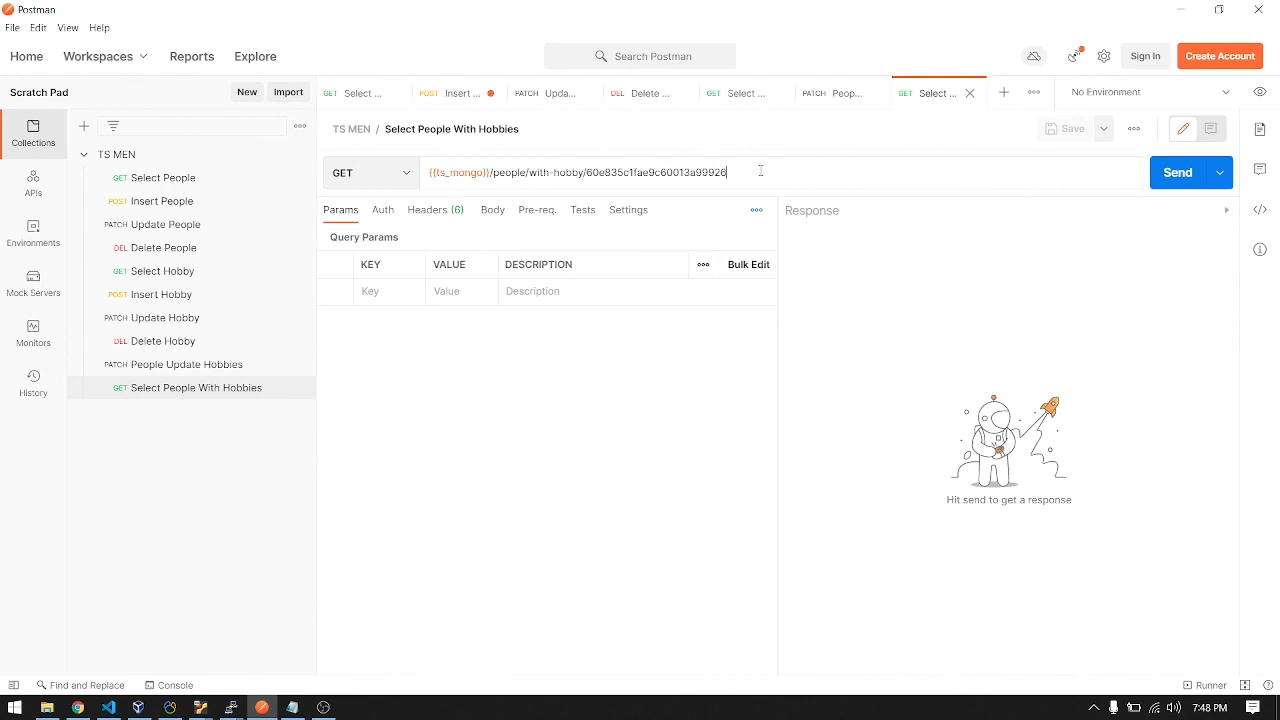 Postman
File Edit View Help
Home Workspaces Reports Explore Search Postman Sign In Create Account
Scratch Pad New Import GET Select ... POST Insert ... PATCH Upda... DEL Delete ... GET Select ... PATCH Peop... GET Select ... No Environment
Collections
APIs
Environments
Mock Servers
Monitors
History
TS MEN
GET Select People
POST Insert People
PATCH Update People
DEL Delete People
GET Select Hobby
POST Insert Hobby
PATCH Update Hobby
DEL Delete Hobby
PATCH People Update Hobbies
GET Select People With Hobbies
TS MEN / Select People With Hobbies Save
GET {{ts_mongo}}/people/with-hobby/60e835c1fae9c60013a99926 Send
Params Auth Headers (6) Body Pre-req. Tests Settings
Query Params
KEY VALUE DESCRIPTION Bulk Edit
Key Value Description
Response
Hit send to get a response
Find and Replace Console Runner
7:48 PM